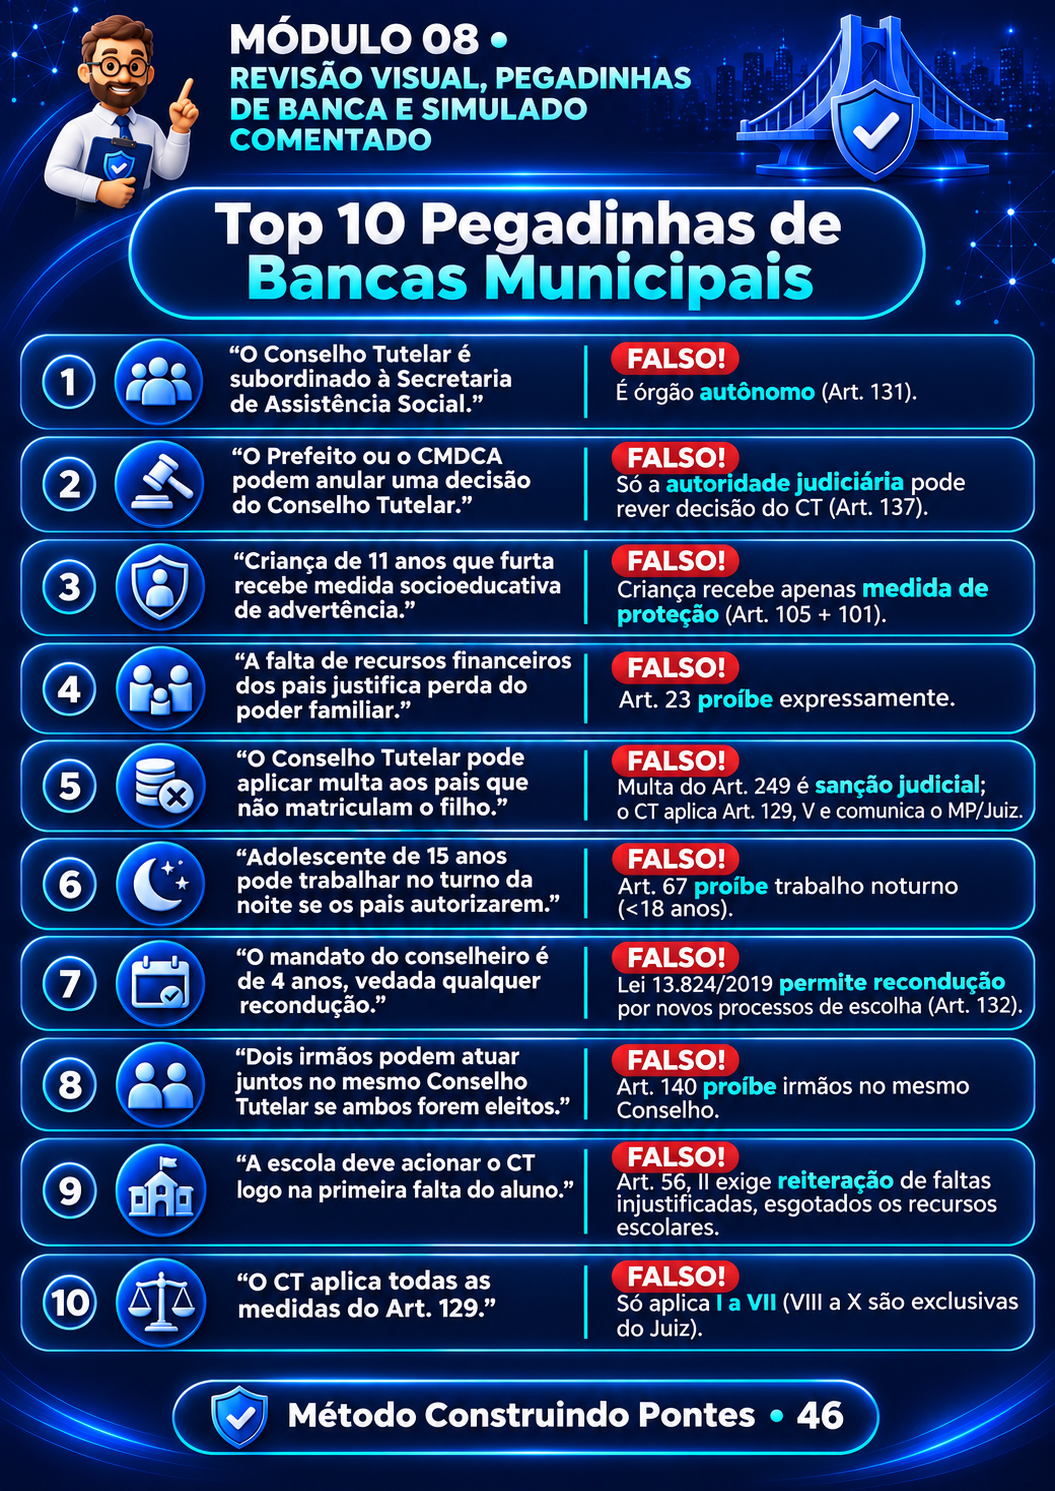 MÓDULO 08 •
REVISÃO VISUAL, PEGADINHAS
DE BANCA E SIMULADO
COMENTADO
Top 10 Pegadinhas de
Bancas Municipais
1
“O Conselho Tutelar é
subordinado à Secretaria
de Assistência Social.”
FALSO!
É órgão autônomo (Art. 131).
2
“O Prefeito ou o CMDCA
podem anular uma decisão
do Conselho Tutelar.”
FALSO!
Só a autoridade judiciária pode
rever decisão do CT (Art. 137).
3
“Criança de 11 anos que furta
recebe medida socioeducativa
de advertência.”
FALSO!
Criança recebe apenas medida de
proteção (Art. 105 + 101).
4
“A falta de recursos financeiros
dos pais justifica perda do
poder familiar.”
FALSO!
Art. 23 proíbe expressamente.
5
“O Conselho Tutelar pode
aplicar multa aos pais que
não matriculam o filho.”
FALSO!
Multa do Art. 249 é sanção judicial;
o CT aplica Art. 129, V e comunica o MP/Juiz.
6
“Adolescente de 15 anos
pode trabalhar no turno da
noite se os pais autorizarem.”
FALSO!
Art. 67 proíbe trabalho noturno
(<18 anos).
7
“O mandato do conselheiro é
de 4 anos, vedada qualquer
recondução.”
FALSO!
Lei 13.824/2019 permite recondução
por novos processos de escolha (Art. 132).
8
“Dois irmãos podem atuar
juntos no mesmo Conselho
Tutelar se ambos forem eleitos.”
FALSO!
Art. 140 proíbe irmãos no mesmo
Conselho.
9
“A escola deve acionar o CT
logo na primeira falta do aluno.”
FALSO!
Art. 56, II exige reiteração de faltas
injustificadas, esgotados os recursos
escolares.
10
“O CT aplica todas as
medidas do Art. 129.”
FALSO!
Só aplica I a VII (VIII a X são exclusivas
do Juiz).
Método Construindo Pontes • 46